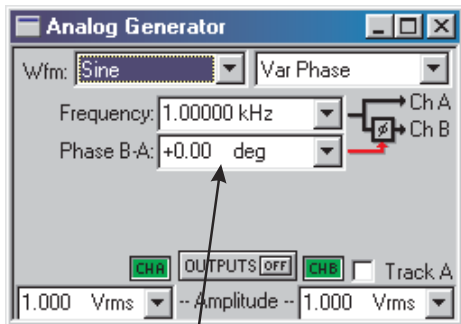 Analog Generator
Wfm: Sine Var Phase
Frequency: 1.00000 kHz Ch A
Phase B-A: +0.00 deg ø Ch B
CHA OUTPUTS OFF CHB Track A
1.000 Vrms -- Amplitude -- 1.000 Vrms